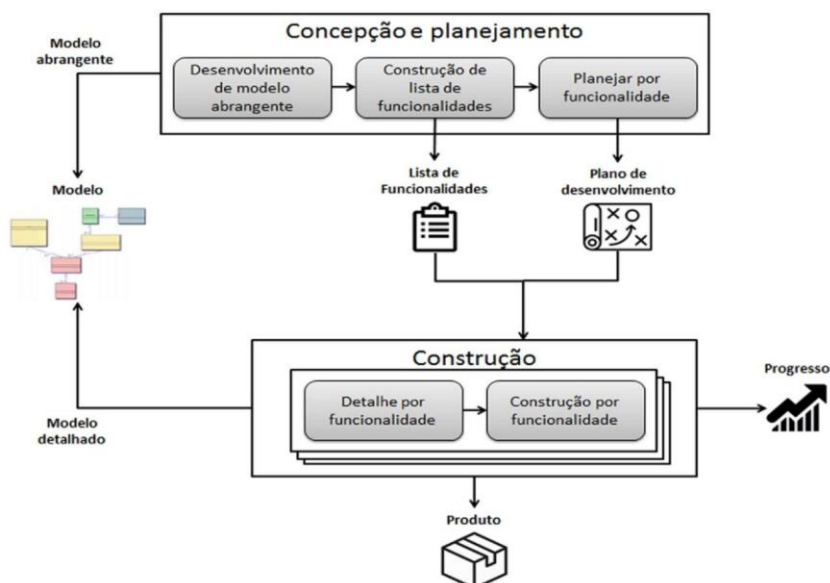 Concepção e planejamento
Modelo
abrangente
Desenvolvimento
de modelo
abrangente
Construção de
lista de
funcionalidades
Planejar por
funcionalidade
Modelo
Lista de
Funcionalidades
Plano de
desenvolvimento
Construção
Detalhe por
funcionalidade
Construção por
funcionalidade
Progresso
Modelo
detalhado
Produto